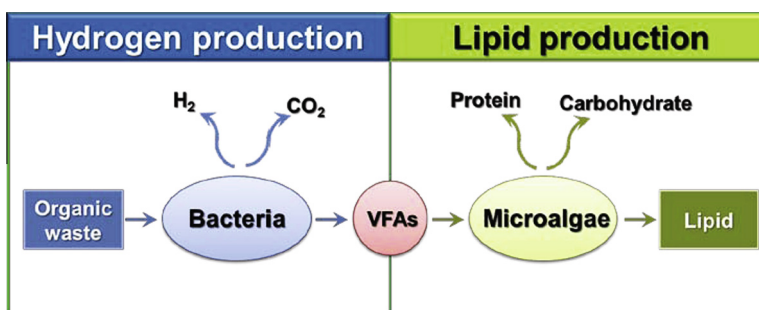 Hydrogen production
Lipid production
H₂
CO₂
Protein
Carbohydrate
Organic
waste
Bacteria
VFAs
Microalgae
Lipid